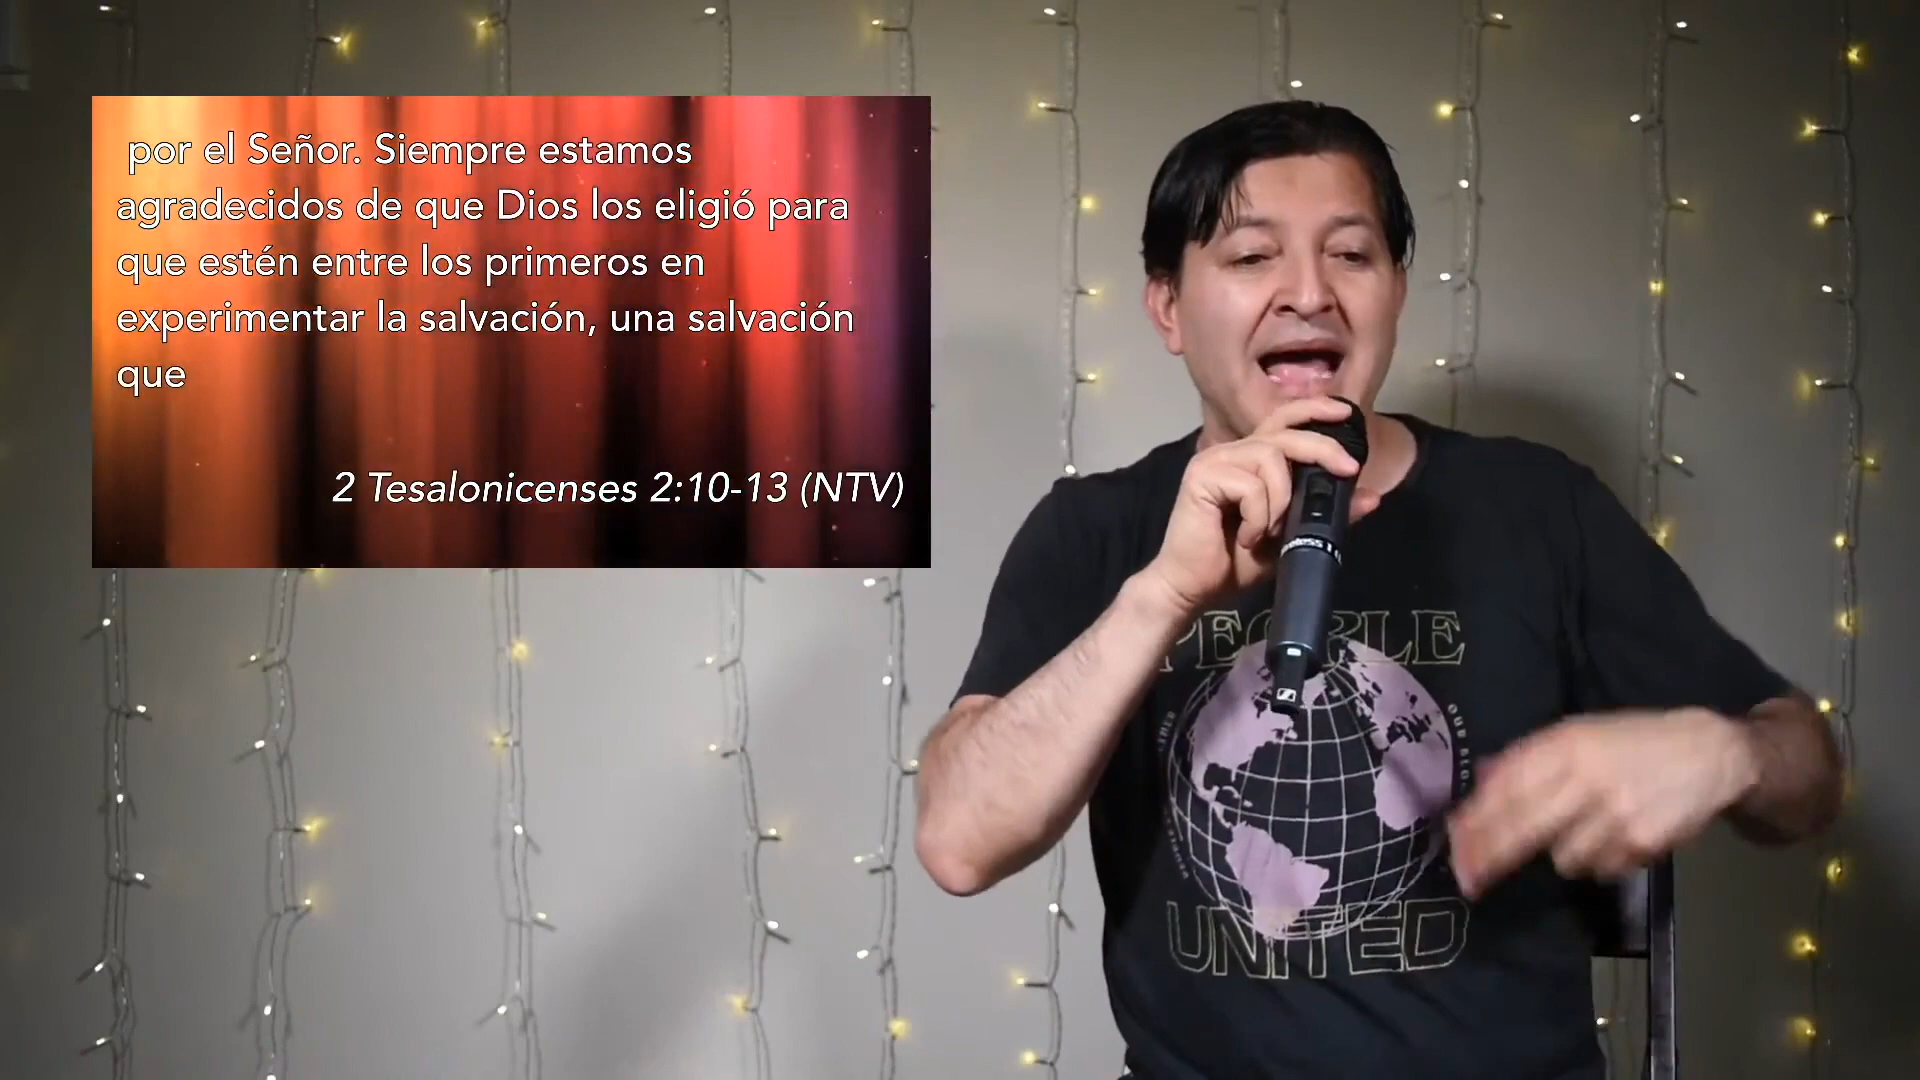 por el Señor. Siempre estamos
agradecidos de que Dios los eligió para
que estén entre los primeros en
experimentar la salvación, una salvación
que
2 Tesalonicenses 2:10-13 (NTV)
PEOPLE
UNITED